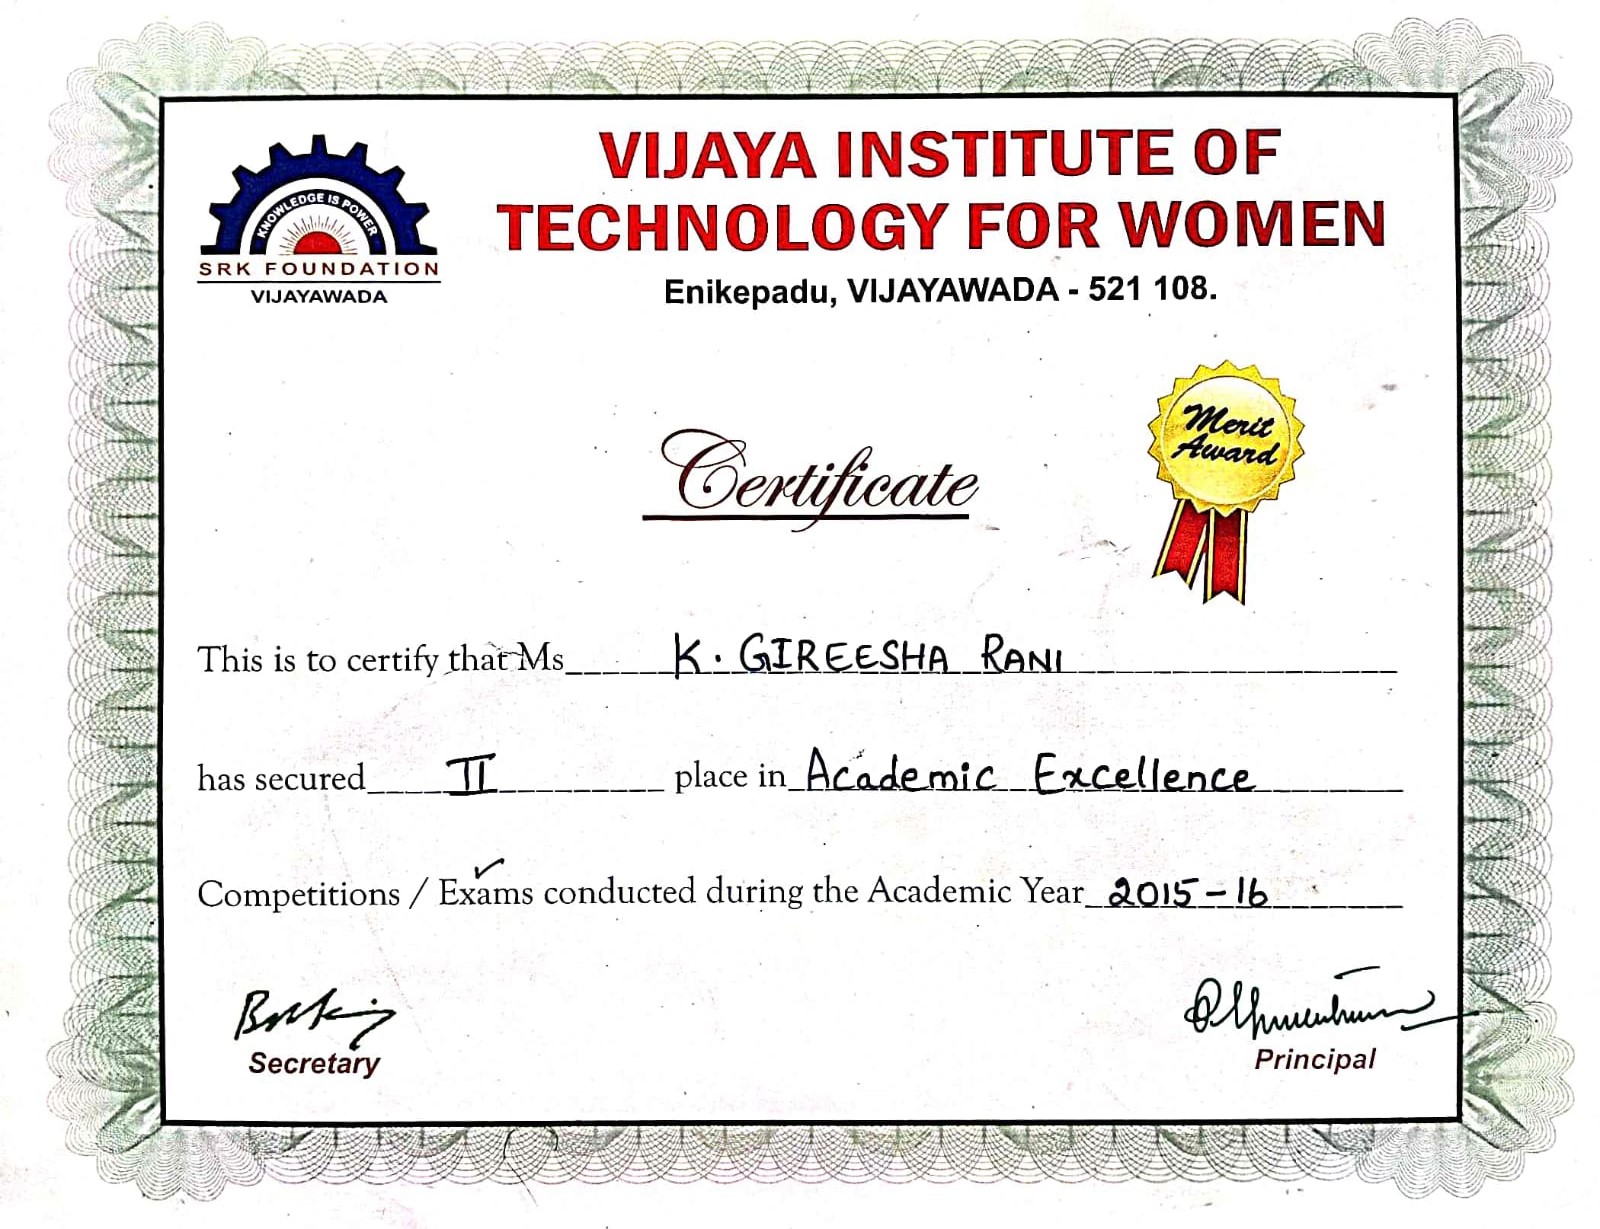 KNOWLEDGE IS POWER
SRK FOUNDATION
VIJAYAWADA
VIJAYA INSTITUTE OF
TECHNOLOGY FOR WOMEN
Enikepadu, VIJAYAWADA - 521 108.
Merit
Award
Certificate
This is to certify that Ms K. GIREESHA RANI
has secured II place in Academic Excellence
Competitions / Exams conducted during the Academic Year 2015-16
Secretary
Principal